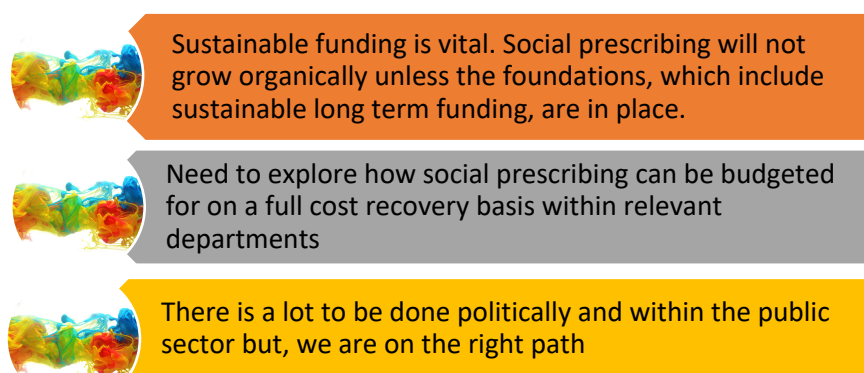 Sustainable funding is vital. Social prescribing will not
grow organically unless the foundations, which include
sustainable long term funding, are in place.
Need to explore how social prescribing can be budgeted
for on a full cost recovery basis within relevant
departments
There is a lot to be done politically and within the public
sector but, we are on the right path